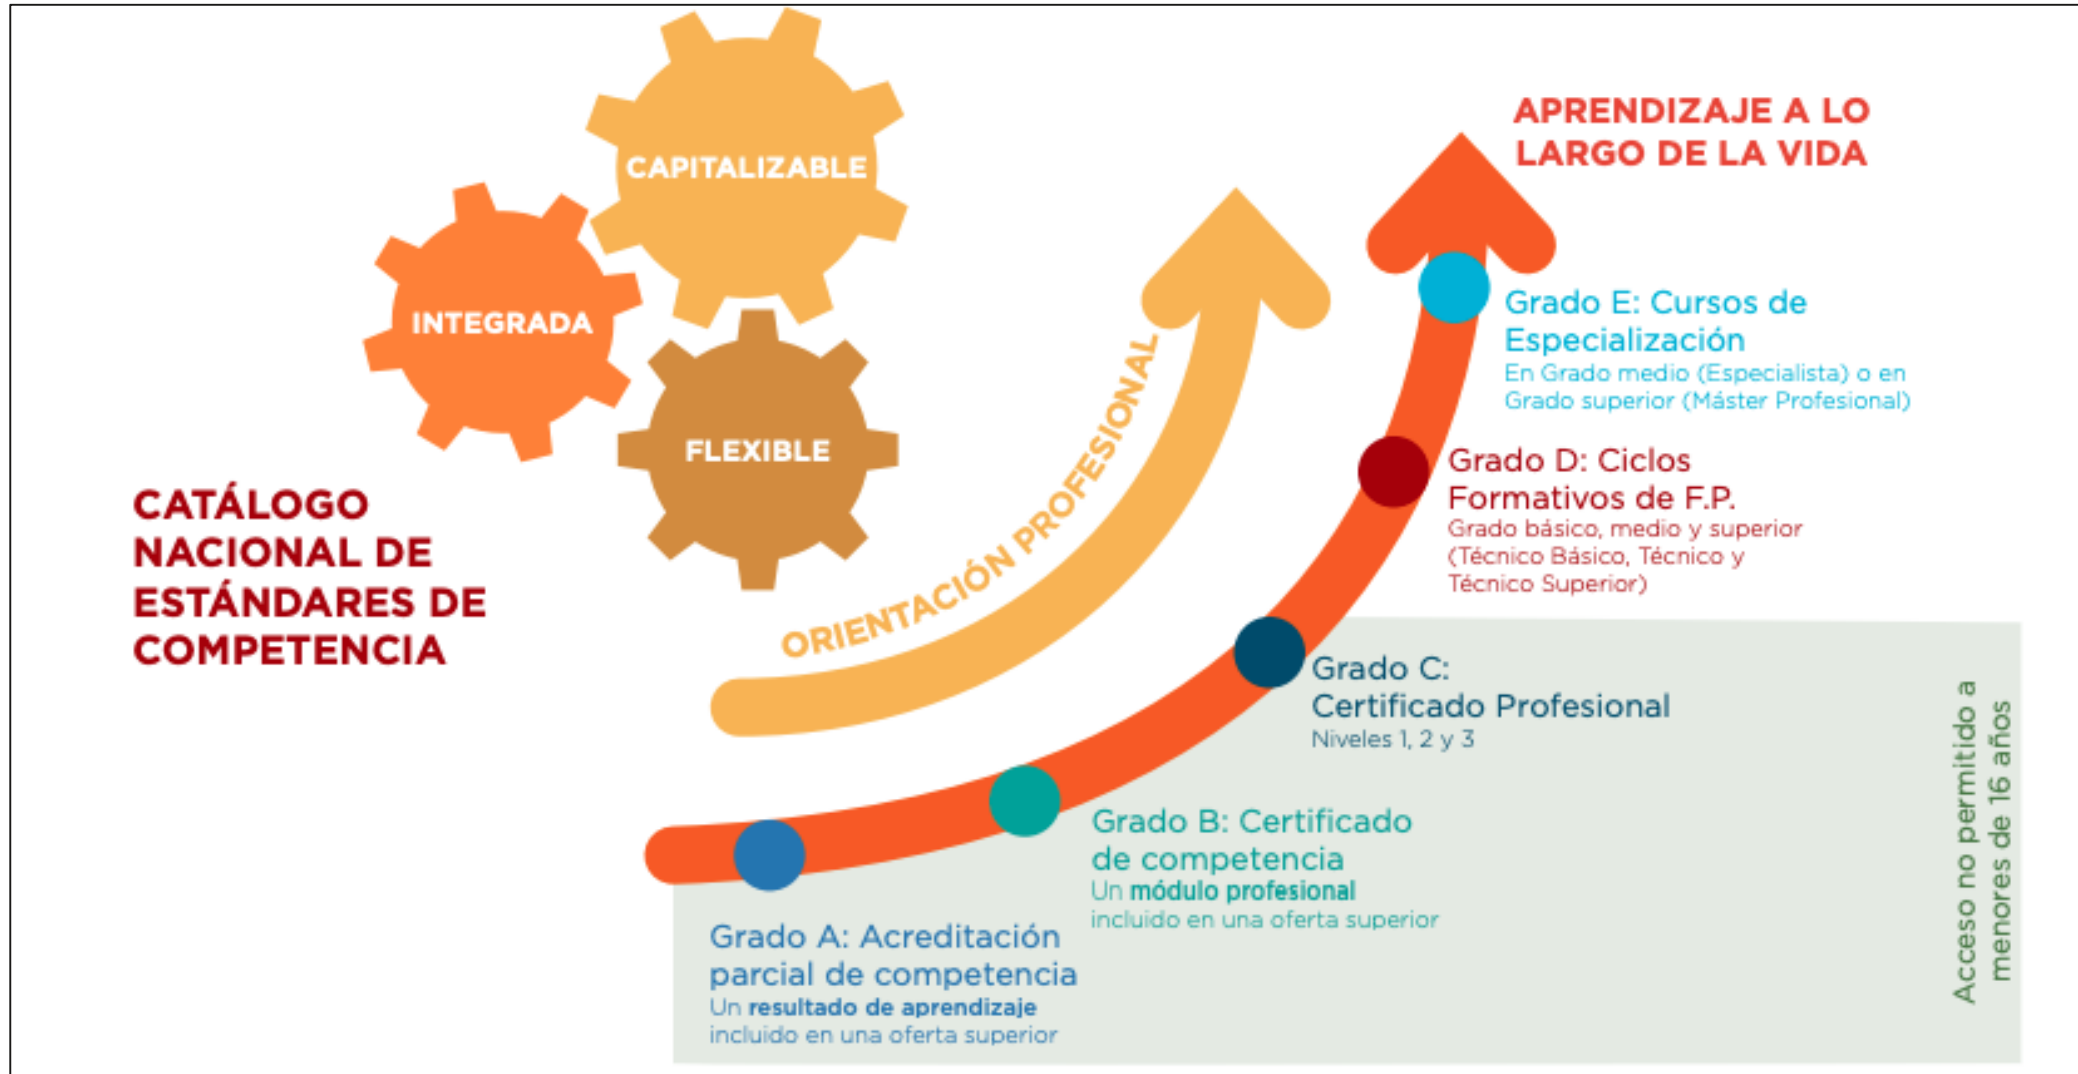 CAPITALIZABLE
INTEGRADA
FLEXIBLE
CATÁLOGO
NACIONAL DE
ESTÁNDARES DE
COMPETENCIA
ORIENTACIÓN PROFESIONAL
APRENDIZAJE A LO
LARGO DE LA VIDA
Grado E: Cursos de
Especialización
En Grado medio (Especialista) o en
Grado superior (Máster Profesional)
Grado D: Ciclos
Formativos de F.P.
Grado básico, medio y superior
(Técnico Básico, Técnico y
Técnico Superior)
Grado C:
Certificado Profesional
Niveles 1, 2 y 3
Grado B: Certificado
de competencia
Un módulo profesional
incluido en una oferta superior
Grado A: Acreditación
parcial de competencia
Un resultado de aprendizaje
incluido en una oferta superior
Acceso no permitido a
menores de 16 años